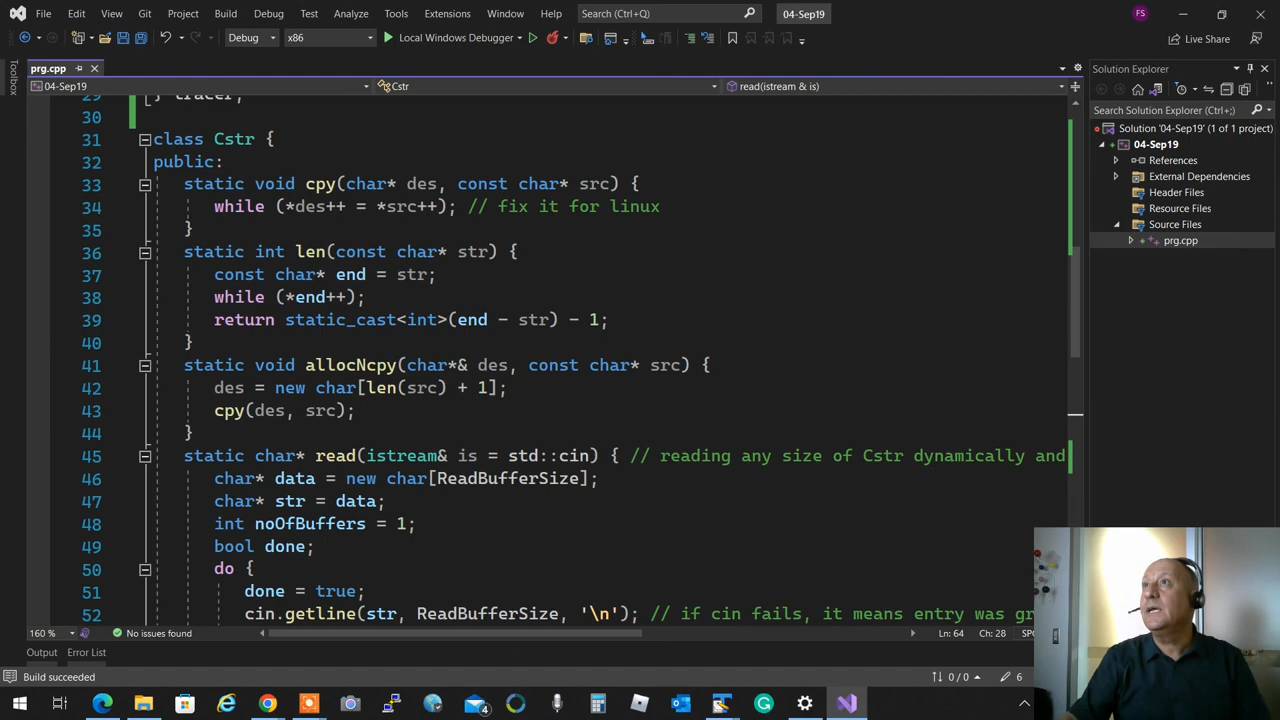 File Edit View Git Project Build Debug Test Analyze Tools Extensions Window Help Search (Ctrl+Q) 04-Sep19 FS
Debug x86 Local Windows Debugger Live Share
Toolbox
prg.cpp
04-Sep19 Cstr read(istream & is)
29 } tracer;
30
31 class Cstr {
32 public:
33 static void cpy(char* des, const char* src) {
34 while (*des++ = *src++); // fix it for linux
35 }
36 static int len(const char* str) {
37 const char* end = str;
38 while (*end++);
39 return static_cast<int>(end - str) - 1;
40 }
41 static void allocNcpy(char*& des, const char* src) {
42 des = new char[len(src) + 1];
43 cpy(des, src);
44 }
45 static char* read(istream& is = std::cin) { // reading any size of Cstr dynamically and
46 char* data = new char[ReadBufferSize];
47 char* str = data;
48 int noOfBuffers = 1;
49 bool done;
50 do {
51 done = true;
52 cin.getline(str, ReadBufferSize, '\n'); // if cin fails, it means entry was gr
160 % No issues found Ln: 64 Ch: 28 SPC
Output Error List
Build succeeded 0 / 0 6
Solution Explorer
Search Solution Explorer (Ctrl+;)
Solution '04-Sep19' (1 of 1 project)
04-Sep19
References
External Dependencies
Header Files
Resource Files
Source Files
prg.cpp
4